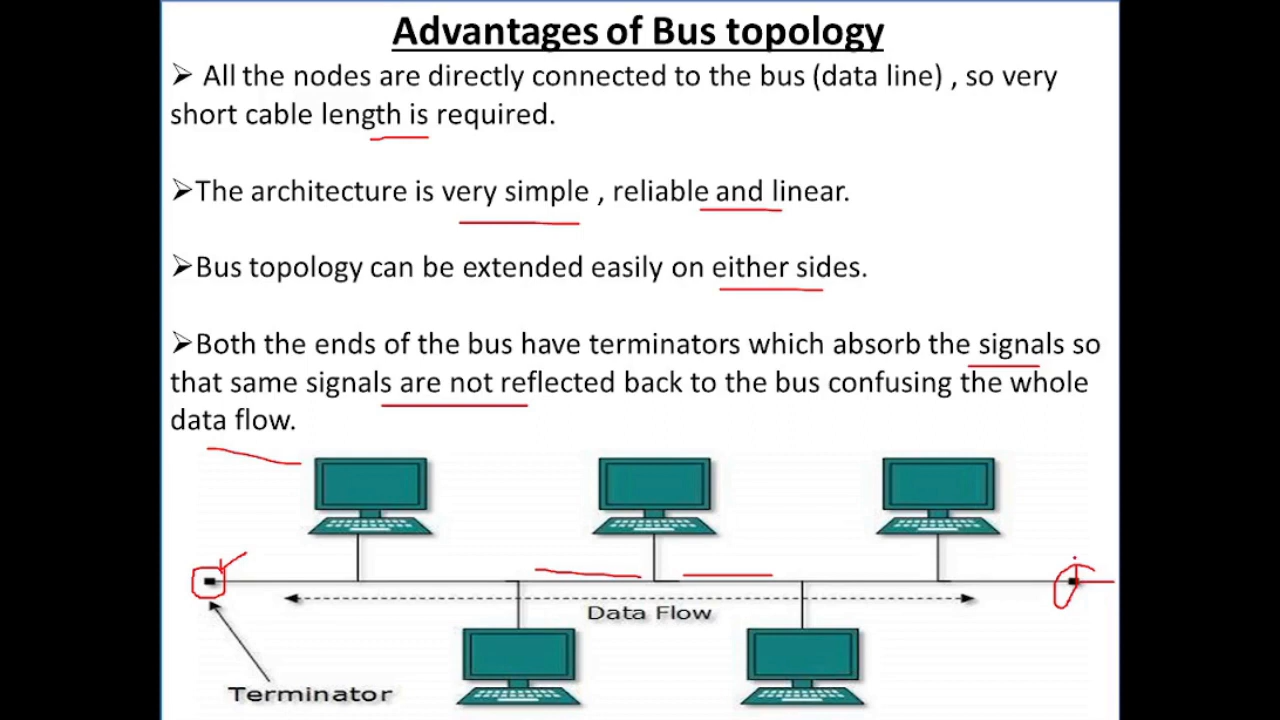 Advantages of Bus topology
➢ All the nodes are directly connected to the bus (data line) , so very
short cable length is required.
➢The architecture is very simple , reliable and linear.
➢Bus topology can be extended easily on either sides.
➢Both the ends of the bus have terminators which absorb the signals so
that same signals are not reflected back to the bus confusing the whole
data flow.
Data Flow
Terminator